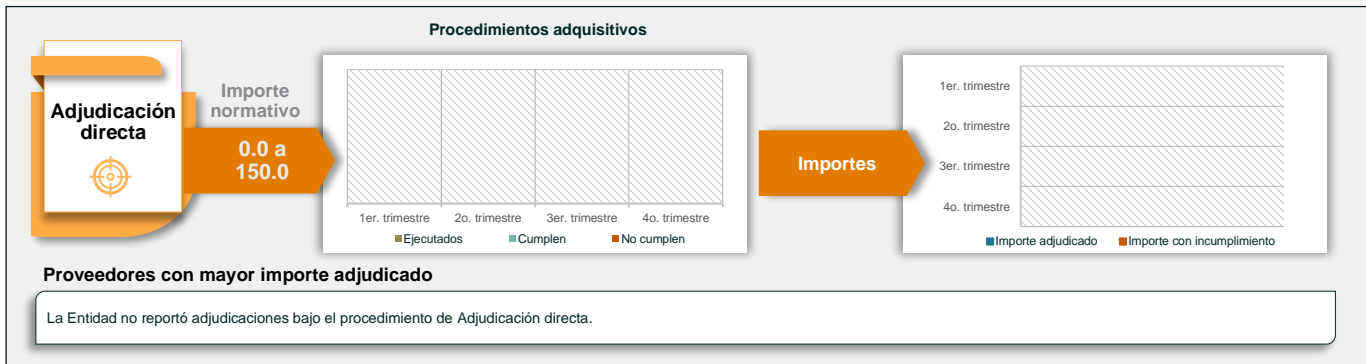 Procedimientos adquisitivos
Adjudicación
directa
Importe
normativo
0.0 a
150.0
1er. trimestre
2o. trimestre
3er. trimestre
4o. trimestre
Ejecutados
Cumplen
No cumplen
Importes
1er. trimestre
2o. trimestre
3er. trimestre
4o. trimestre
Importe adjudicado
Importe con incumplimiento
Proveedores con mayor importe adjudicado
La Entidad no reportó adjudicaciones bajo el procedimiento de Adjudicación directa.